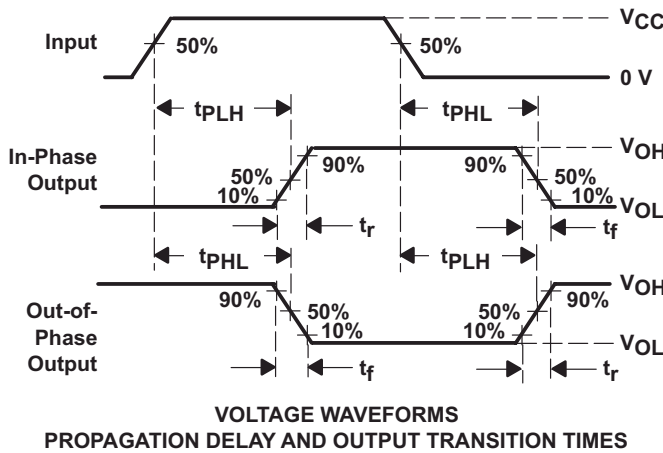 Input
50%
50%
VCC
0 V
tPLH
tPHL
In-Phase
Output
50%
10%
90%
90%
50%
10%
VOH
VOL
tr
tf
tPHL
tPLH
Out-of-
Phase
Output
90%
50%
10%
50%
10%
90%
VOH
VOL
tf
tr
VOLTAGE WAVEFORMS
PROPAGATION DELAY AND OUTPUT TRANSITION TIMES